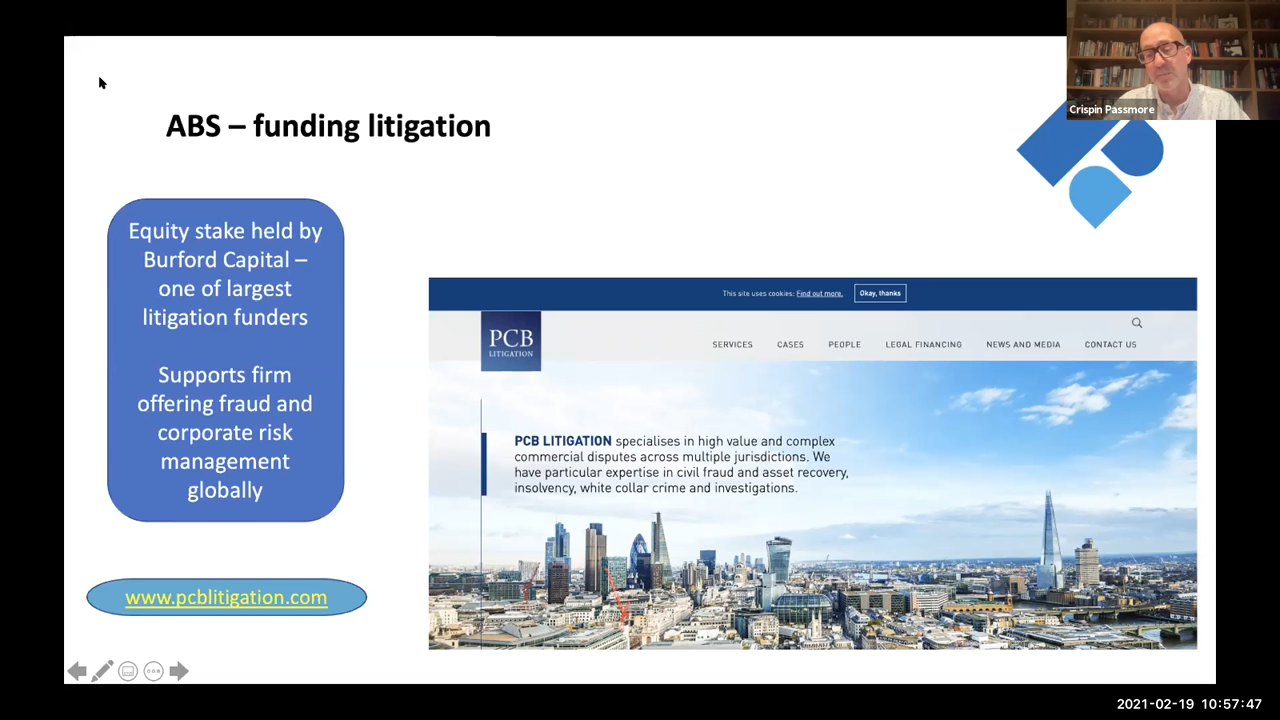 Crispin Passmore
ABS – funding litigation
Equity stake held by
Burford Capital –
one of largest
litigation funders
Supports firm
offering fraud and
corporate risk
management
globally
www.pcblitigation.com
This site uses cookies: Find out more. Okay, thanks
PCB
LITIGATION
SERVICES CASES PEOPLE LEGAL FINANCING NEWS AND MEDIA CONTACT US
PCB LITIGATION specialises in high value and complex
commercial disputes across multiple jurisdictions. We
have particular expertise in civil fraud and asset recovery,
insolvency, white collar crime and investigations.
2021-02-19 10:57:47